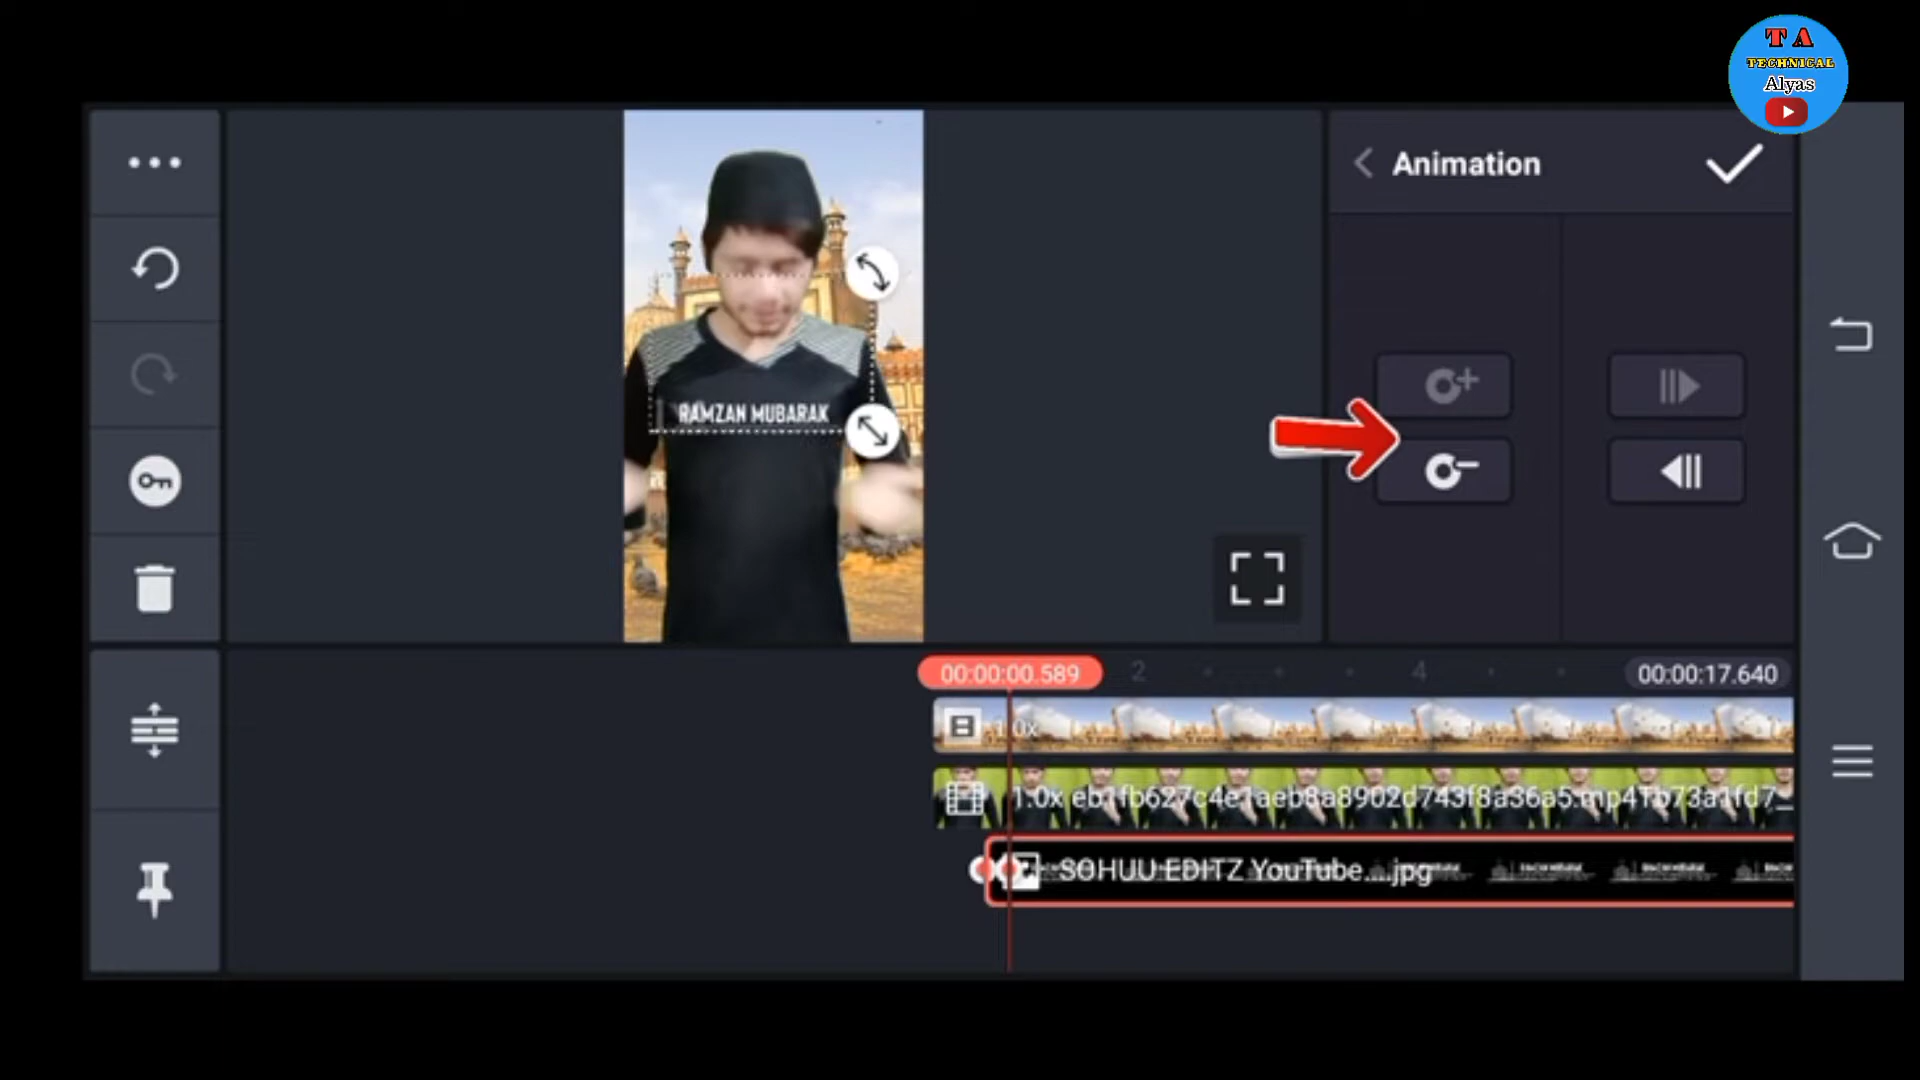 T A
TECHNICAL
Alyas
Animation
RAMZAN MUBARAK
00:00:00.589
2
4
00:00:17.640
1.0x
1.0x eb1fb627c4e1aeb8a8902d743f8a36a5.mp4fb73a1fd7_
SOHUU EDITZ YouTube....jpg